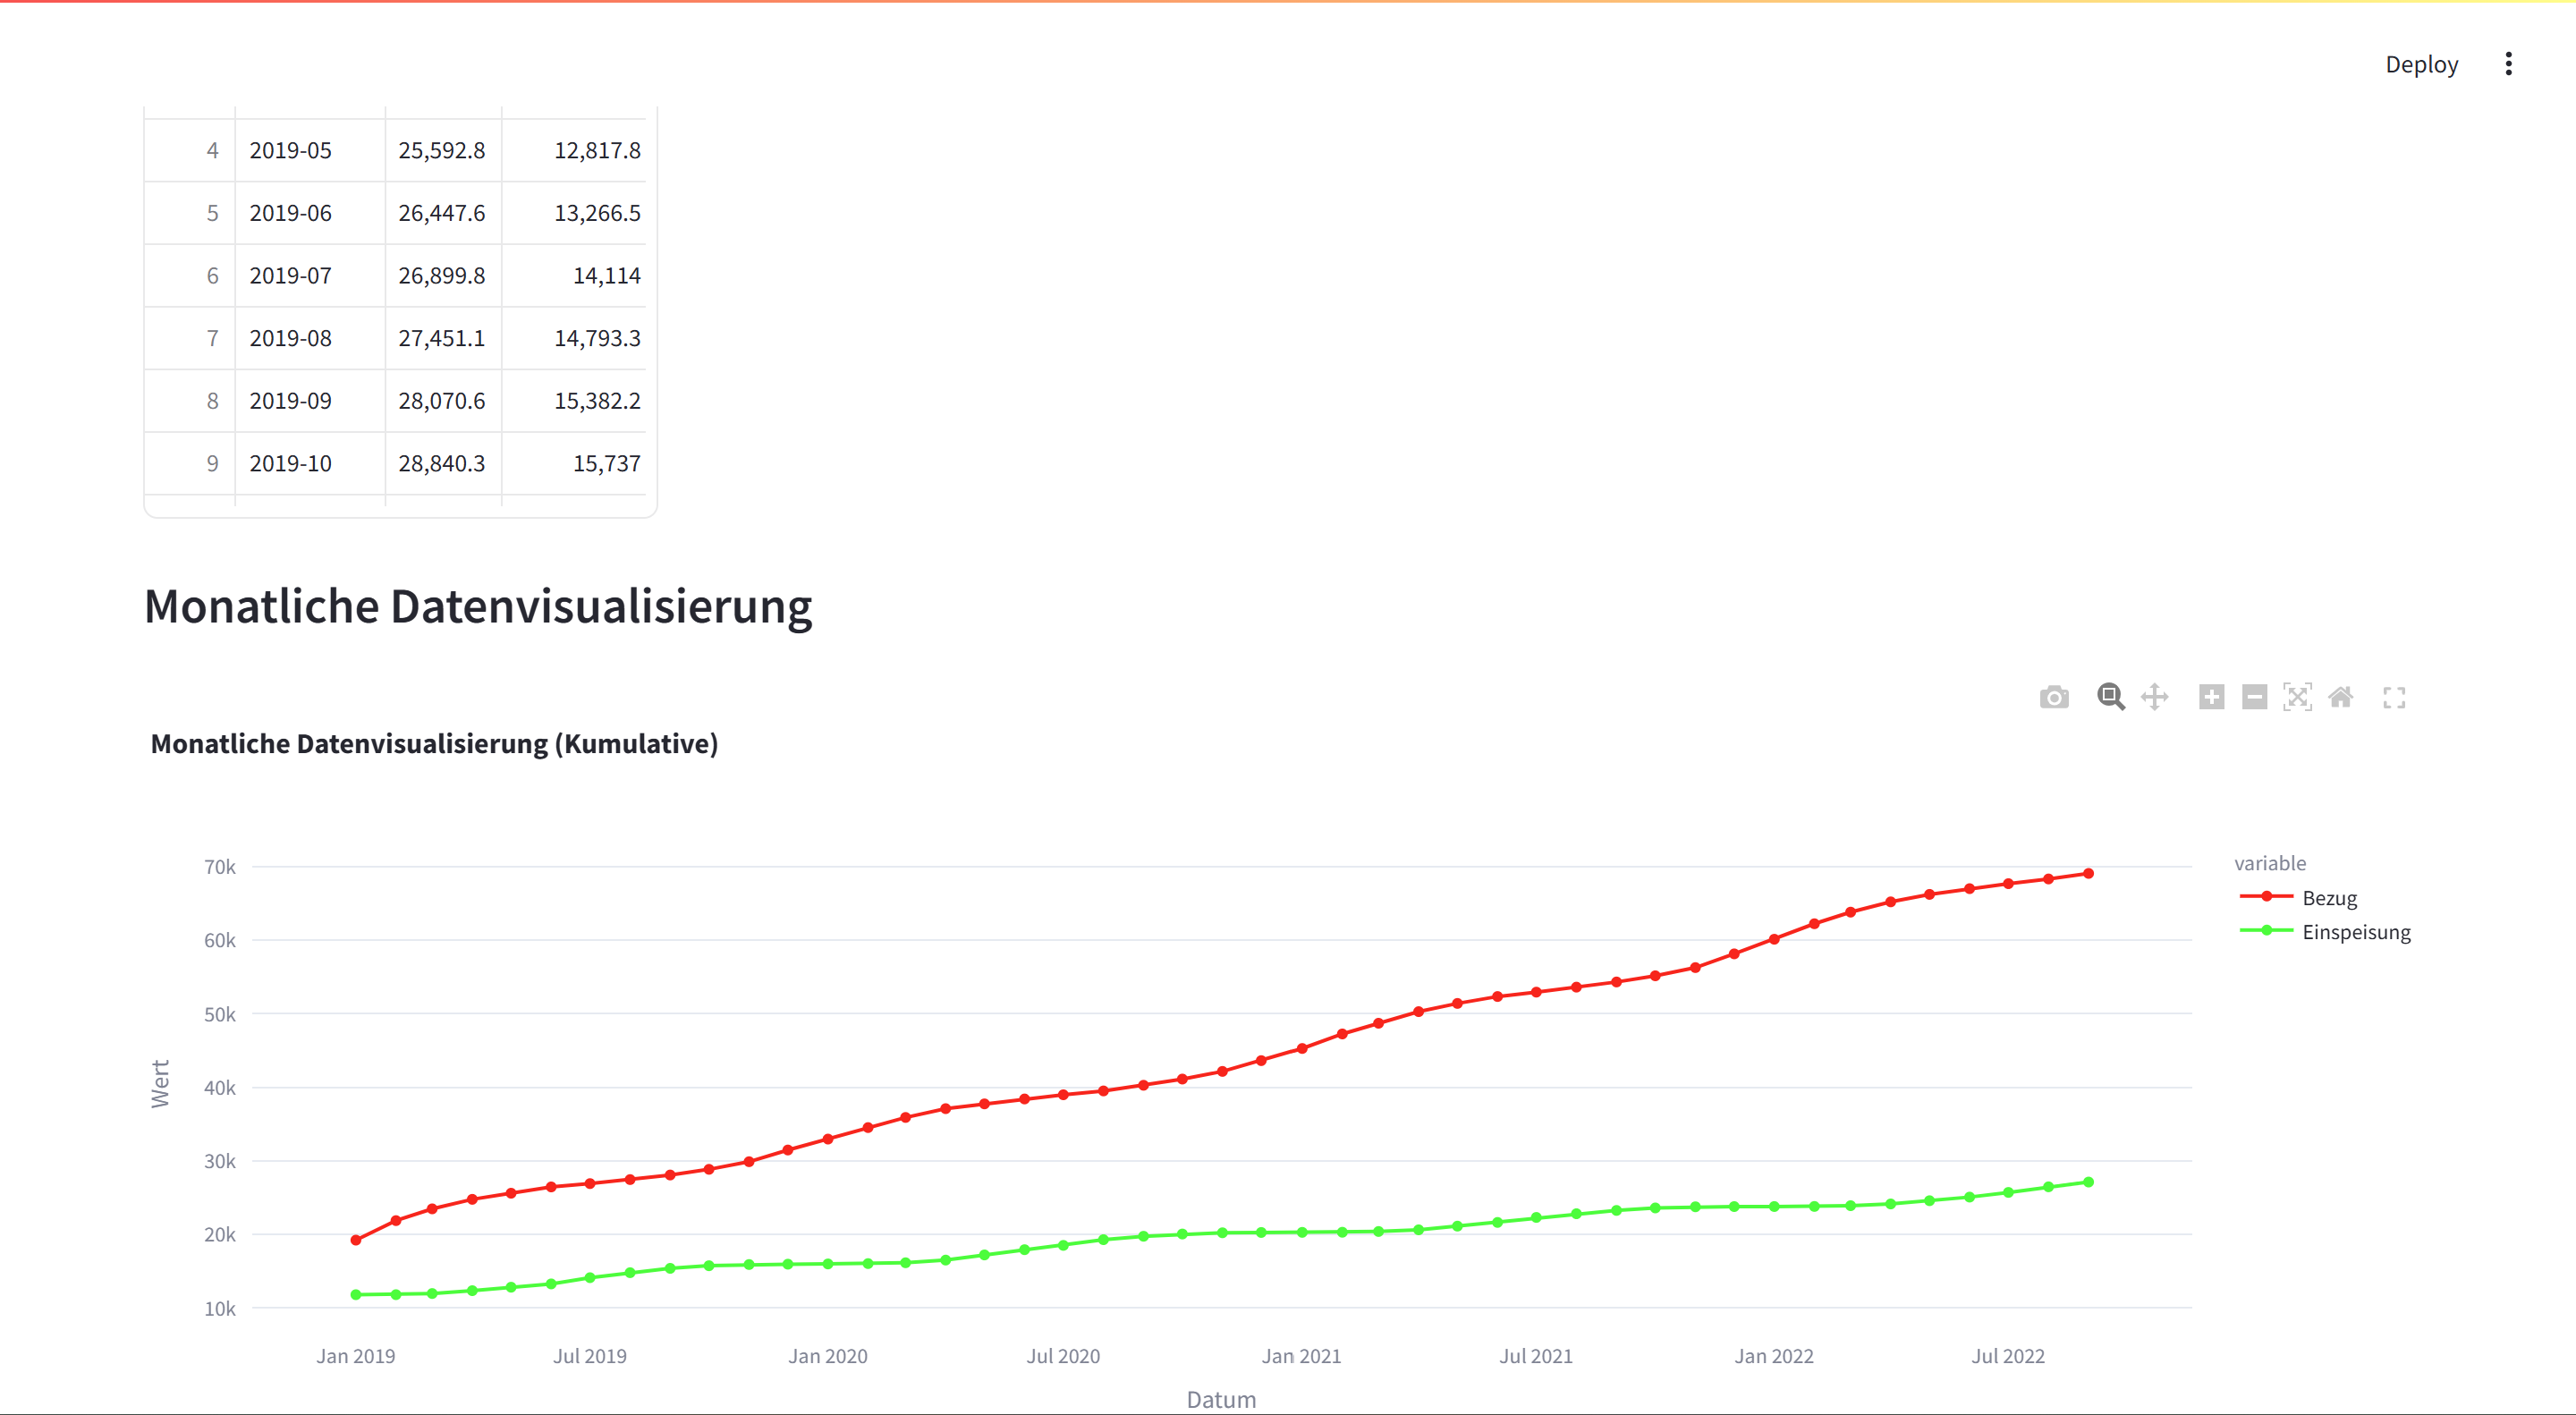 Deploy
4 2019-05 25,592.8 12,817.8
5 2019-06 26,447.6 13,266.5
6 2019-07 26,899.8 14,114
7 2019-08 27,451.1 14,793.3
8 2019-09 28,070.6 15,382.2
9 2019-10 28,840.3 15,737
Monatliche Datenvisualisierung
Monatliche Datenvisualisierung (Kumulative)
variable
Bezug
Einspeisung
70k
60k
50k
40k
30k
20k
10k
Wert
Jan 2019 Jul 2019 Jan 2020 Jul 2020 Jan 2021 Jul 2021 Jan 2022 Jul 2022
Datum